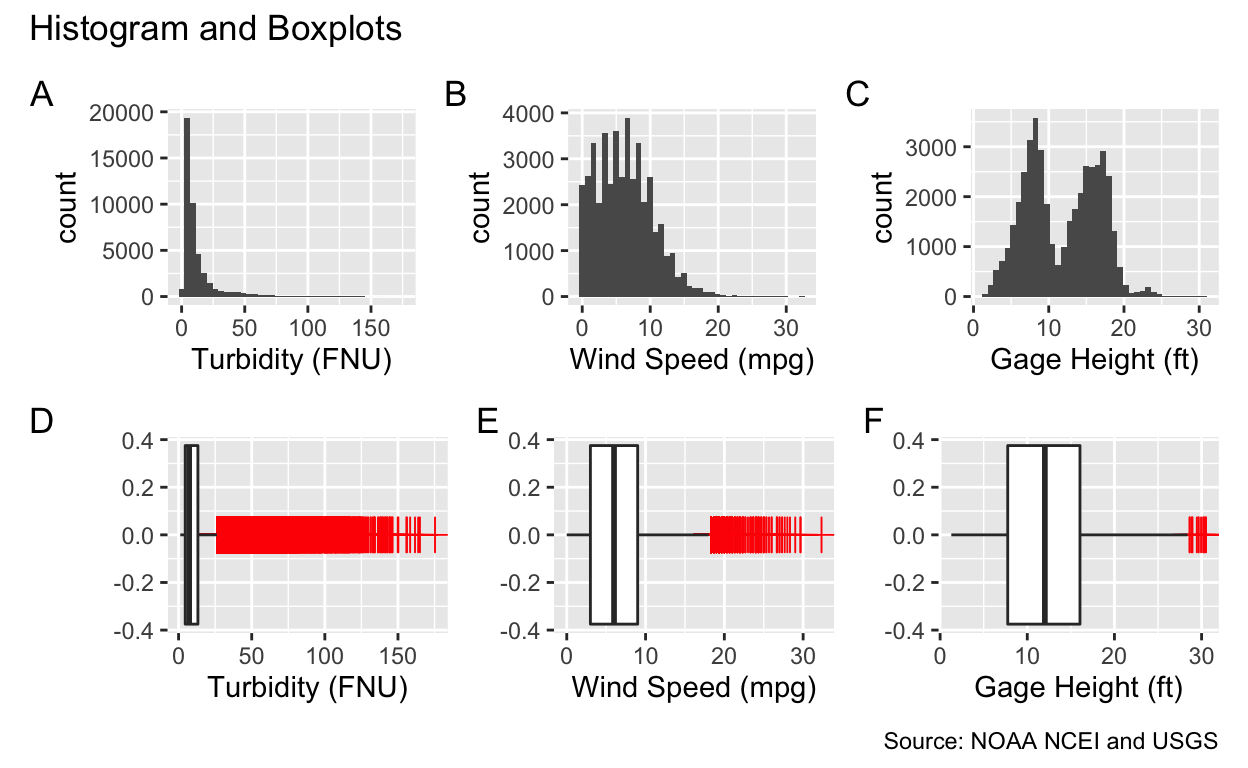 Histogram and Boxplots
A
B
C
20000
15000
10000
5000
0
count
0 50 100 150
Turbidity (FNU)
4000
3000
2000
1000
0
count
0 10 20 30
Wind Speed (mpg)
3000
2000
1000
0
count
0 10 20 30
Gage Height (ft)
D
E
F
0.4
0.2
0.0
-0.2
-0.4
0 50 100 150
Turbidity (FNU)
0.4
0.2
0.0
-0.2
-0.4
0 10 20 30
Wind Speed (mpg)
0.4
0.2
0.0
-0.2
-0.4
0 10 20 30
Gage Height (ft)
Source: NOAA NCEI and USGS